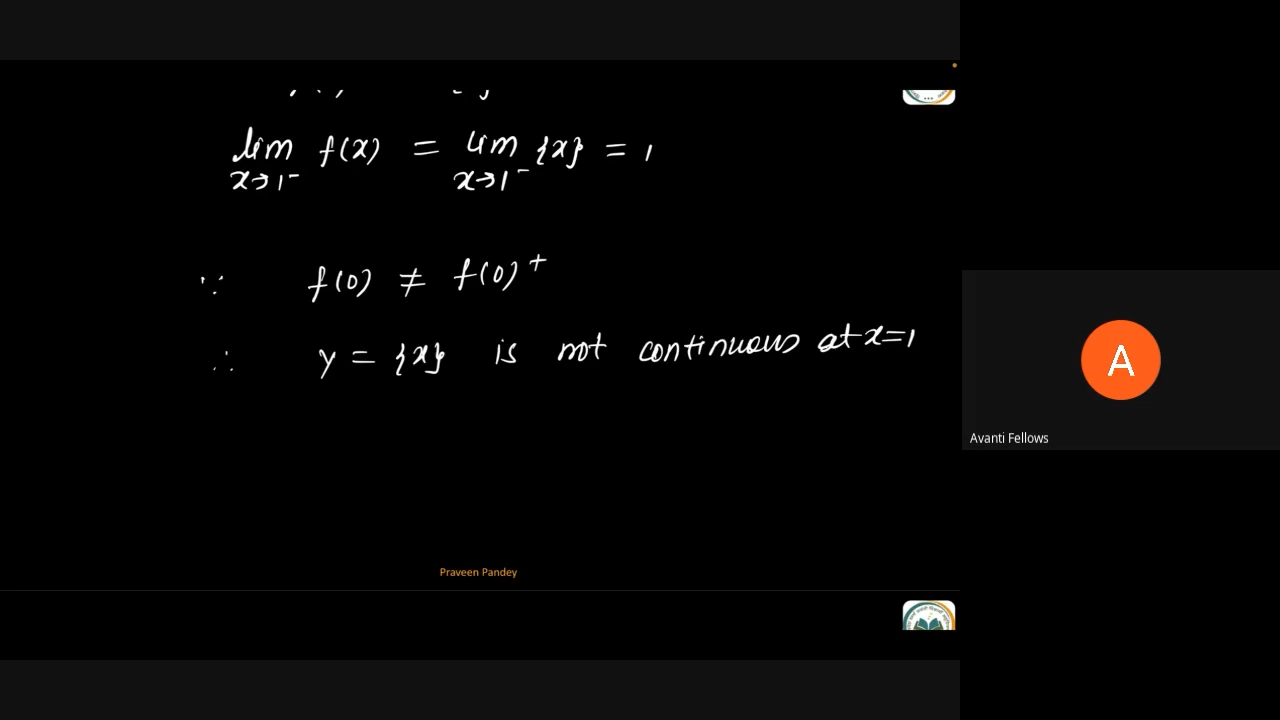 lim f(x) = lim {x} = 1
x→1⁻ x→1⁻
∵ f(0) ≠ f(0)⁺
∴ y = {x} is not continuous at x=1
Avanti Fellows
A
Praveen Pandey